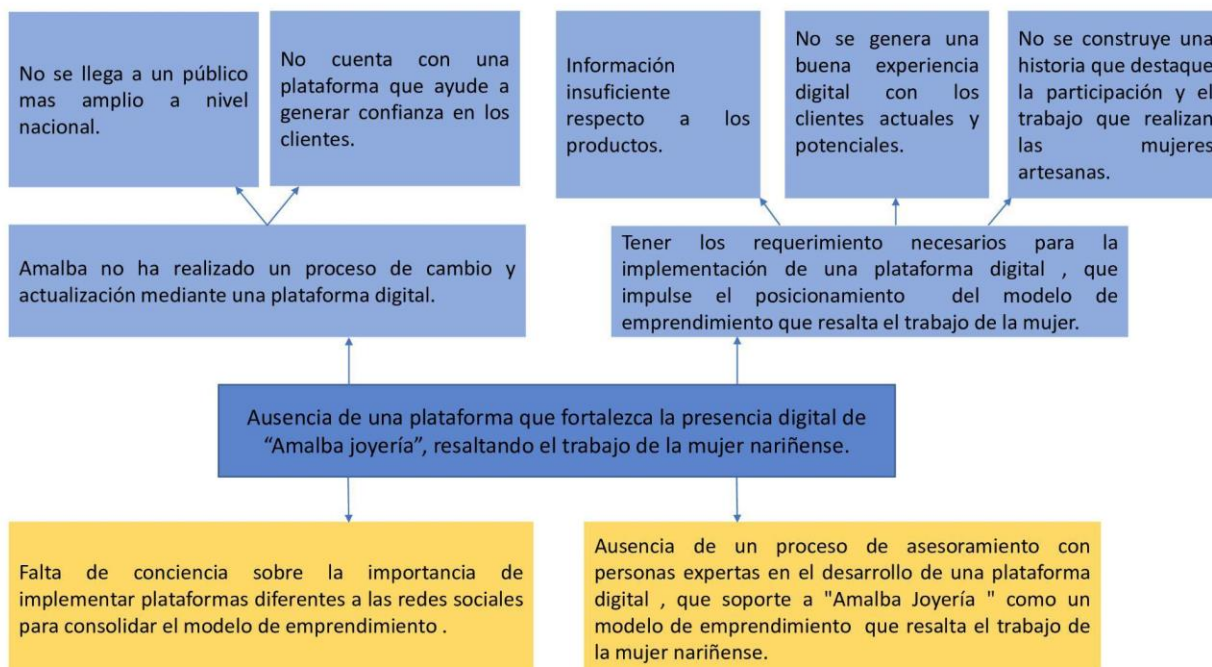 No se llega a un público
mas amplio a nivel
nacional.
No cuenta con una
plataforma que ayude a
generar confianza en los
clientes.
Información
insuficiente
respecto a los
productos.
No se genera una
buena experiencia
digital con los
clientes actuales y
potenciales.
No se construye una
historia que destaque
la participación y el
trabajo que realizan
las mujeres
artesanas.
Amalba no ha realizado un proceso de cambio y
actualización mediante una plataforma digital.
Tener los requerimiento necesarios para la
implementación de una plataforma digital , que
impulse el posicionamiento del modelo de
emprendimiento que resalta el trabajo de la mujer.
Ausencia de una plataforma que fortalezca la presencia digital de
“Amalba joyería”, resaltando el trabajo de la mujer nariñense.
Falta de conciencia sobre la importancia de
implementar plataformas diferentes a las redes sociales
para consolidar el modelo de emprendimiento .
Ausencia de un proceso de asesoramiento con
personas expertas en el desarrollo de una plataforma
digital , que soporte a "Amalba Joyería " como un
modelo de emprendimiento que resalta el trabajo de
la mujer nariñense.